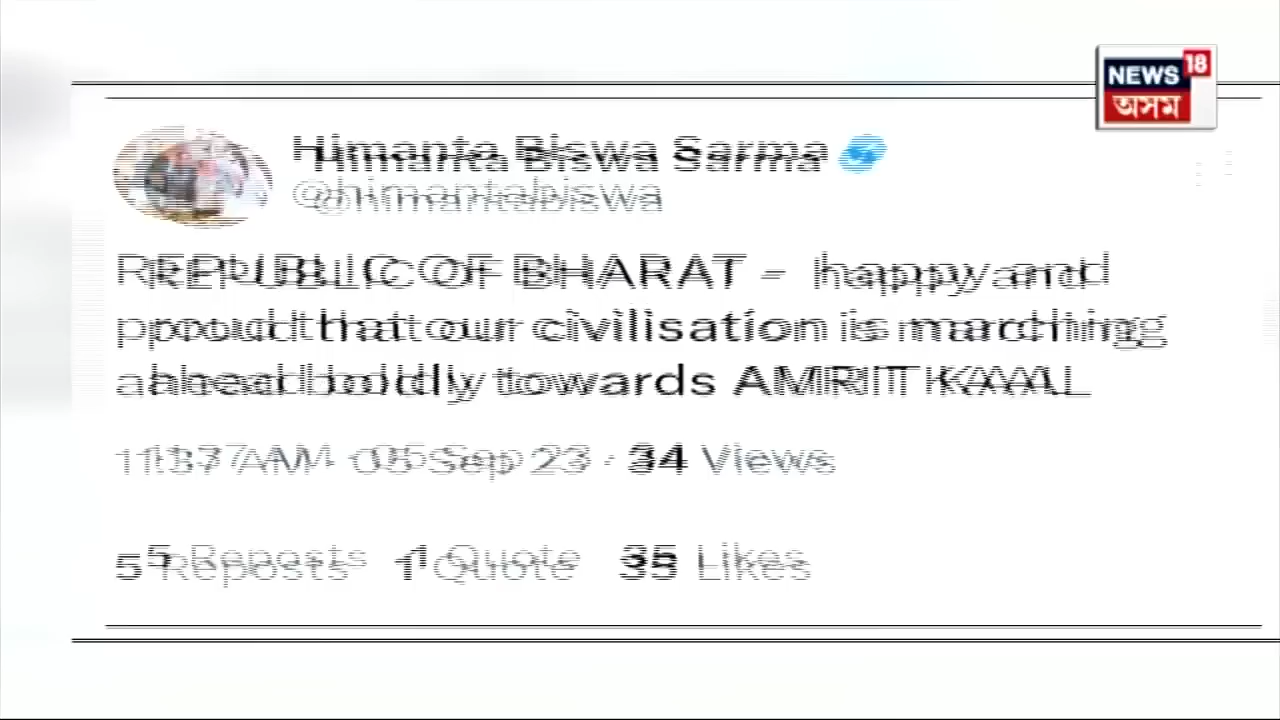 NEWS 18
অসম
Himanta Biswa Sarma
@himantabiswa
REPUBLIC OF BHARAT - happy and
proud that our civilisation is marching
ahead boldly towards AMRIT KAAL
11:37 AM · 05 Sep 23 · 34 Views
5 Reposts 1 Quote 35 Likes